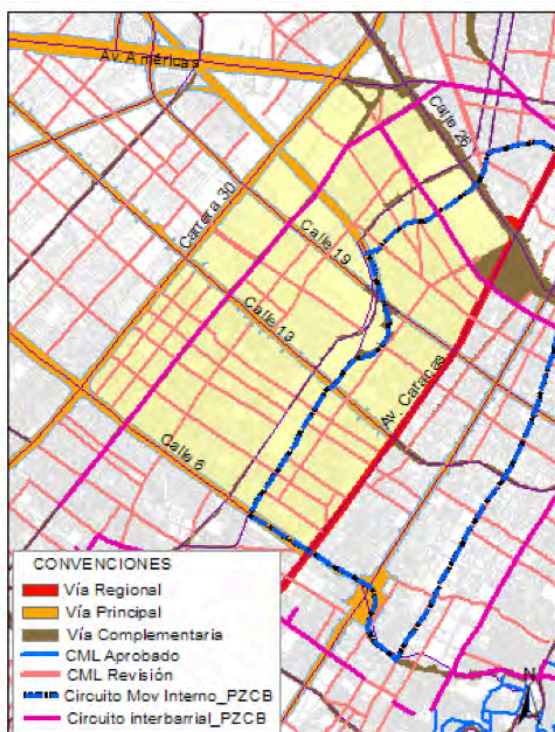 Av. Américas
Calle 26
Carrera 30
Calle 19
Calle 13
Av. Caracas
Calle 6
CONVENCIONES
Vía Regional
Vía Principal
Vía Complementaria
CML Aprobado
CML Revisión
Circuito Mov Interno_PZCB
Circuito interbarrial_PZCB
N